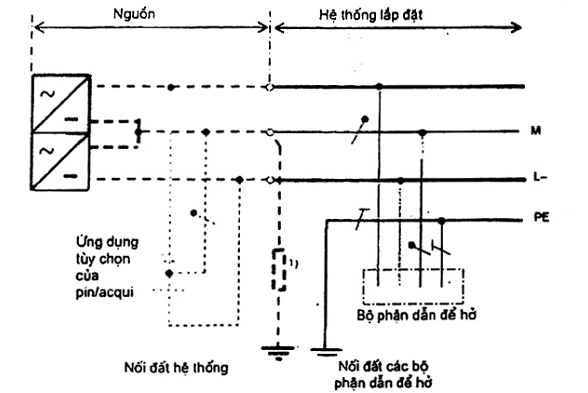 Nguồn
Hệ thống lắp đặt
M
L–
PE
Ứng dụng
tùy chọn
của
pin/acqui
1)
Bộ phận dẫn để hở
Nối đất hệ thống
Nối đất các bộ
phận dẫn để hở